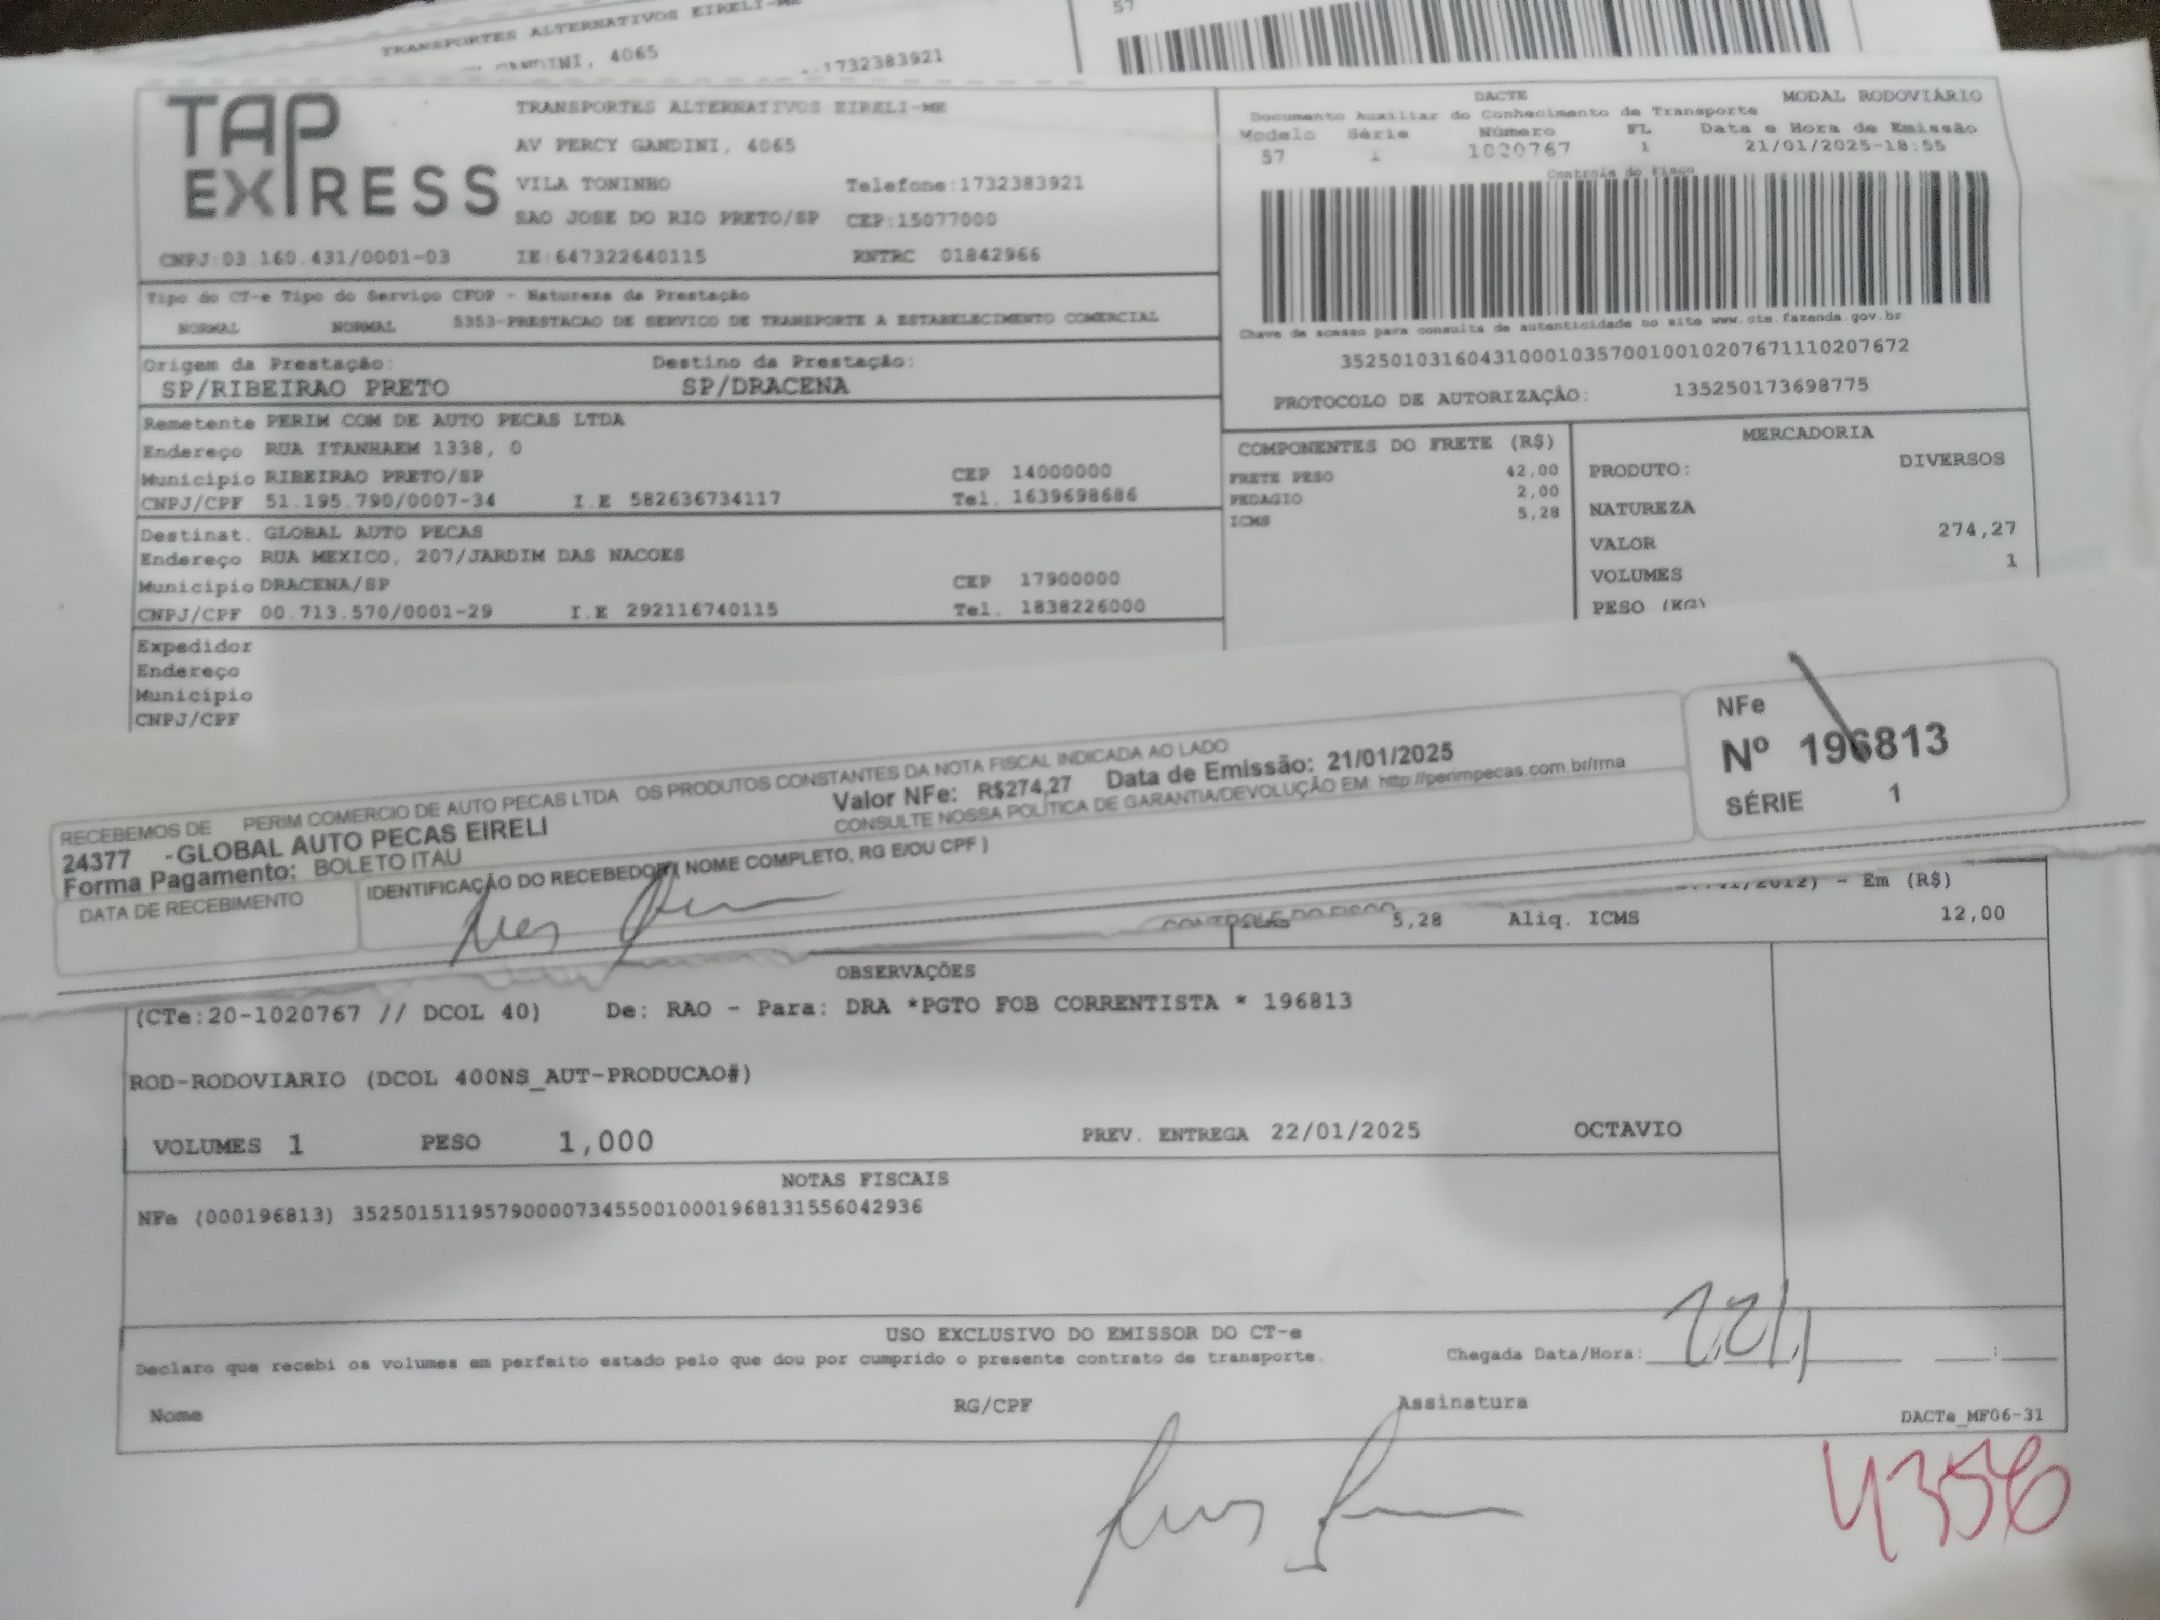 TRANSPORTES ALTERNATIVOS EIRELI-ME
57
GANDINI, 4065
1732383921
TAP EXPRESS
TRANSPORTES ALTERNATIVOS EIRELI-ME
AV PERCY GANDINI, 4065
VILA TONINHO Telefone:1732383921
SAO JOSE DO RIO PRETO/SP CEP:15077000
CNPJ:03.160.431/0001-03 IE:647322640115 RNTRC 01842966
DACTE MODAL RODOVIÁRIO
Documento Auxiliar do Conhecimento de Transporte
Modelo Série Número FL Data e Hora de Emissão
57 1 1020767 1 21/01/2025-18:55
Controle do Fisco
Chave de acesso para consulta de autenticidade no site www.cte.fazenda.gov.br
35250103160431000103570010010207671110207672
PROTOCOLO DE AUTORIZAÇÃO: 135250173698775
Tipo do CT-e Tipo do Serviço CFOP - Natureza da Prestação
NORMAL NORMAL 5353-PRESTACAO DE SERVICO DE TRANSPORTE A ESTABELECIMENTO COMERCIAL
Origem da Prestação: Destino da Prestação:
SP/RIBEIRAO PRETO SP/DRACENA
Remetente PERIM COM DE AUTO PECAS LTDA
Endereço RUA ITANHAEM 1338, 0
Município RIBEIRAO PRETO/SP CEP 14000000
CNPJ/CPF 51.195.790/0007-34 I.E 582636734117 Tel. 1639698686
Destinat. GLOBAL AUTO PECAS
Endereço RUA MEXICO, 207/JARDIM DAS NACOES
Município DRACENA/SP CEP 17900000
CNPJ/CPF 00.713.570/0001-29 I.E 292116740115 Tel. 1838226000
Expedidor
Endereço
Município
CNPJ/CPF
COMPONENTES DO FRETE (R$)
FRETE PESO 42,00
PEDAGIO 2,00
ICMS 5,28
MERCADORIA
PRODUTO: DIVERSOS
NATUREZA
VALOR 274,27
VOLUMES 1
PESO (KG)
RECEBEMOS DE PERIM COMERCIO DE AUTO PECAS LTDA OS PRODUTOS CONSTANTES DA NOTA FISCAL INDICADA AO LADO
24377 -GLOBAL AUTO PECAS EIRELI Valor NFe: R$274,27 Data de Emissão: 21/01/2025
Forma Pagamento: BOLETO ITAU CONSULTE NOSSA POLÍTICA DE GARANTIA/DEVOLUÇÃO EM: http://perimpecas.com.br/rma
DATA DE RECEBIMENTO IDENTIFICAÇÃO DO RECEBEDOR ( NOME COMPLETO, RG E/OU CPF )
NFe
Nº 196813
SÉRIE 1
/2012) - Em (R$)
CONTROLE DO FISCO 5,28 Aliq. ICMS 12,00
OBSERVAÇÕES
(CTe:20-1020767 // DCOL 40) De: RAO - Para: DRA *PGTO FOB CORRENTISTA * 196813
ROD-RODOVIARIO (DCOL 400NS_AUT-PRODUCAO#)
VOLUMES 1 PESO 1,000 PREV. ENTREGA 22/01/2025 OCTAVIO
NOTAS FISCAIS
NFe (000196813) 35250151195790000734550010001968131556042936
USO EXCLUSIVO DO EMISSOR DO CT-e
Declaro que recebi os volumes em perfeito estado pelo que dou por cumprido o presente contrato de transporte. Chegada Data/Hora: 22/1
Nome RG/CPF Assinatura
DACTe_MF06-31
43556